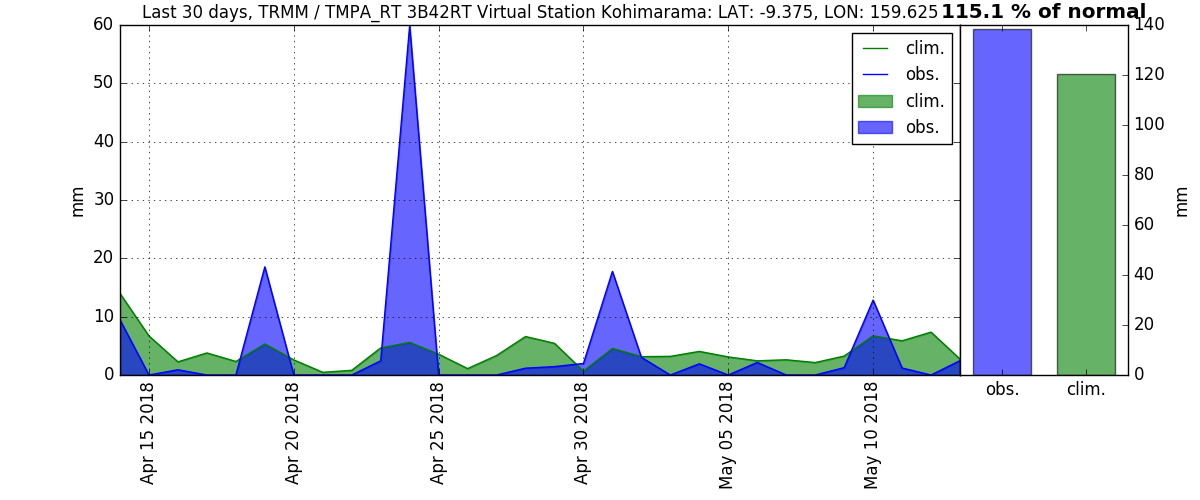 Last 30 days, TRMM / TMPA_RT 3B42RT Virtual Station Kohimarama: LAT: -9.375, LON: 159.625
115.1 % of normal
60
50
40
30
20
10
0
mm
clim.
obs.
clim.
obs.
Apr 15 2018
Apr 20 2018
Apr 25 2018
Apr 30 2018
May 05 2018
May 10 2018
140
120
100
80
60
40
20
0
mm
obs.
clim.